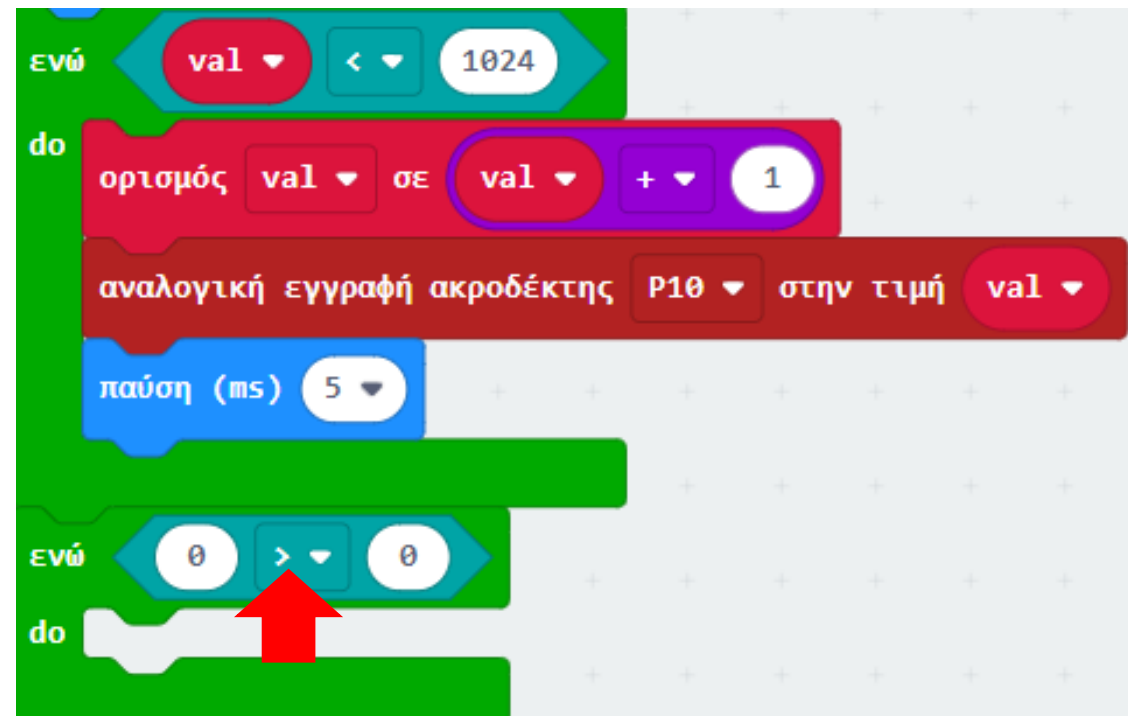 ενώ val < 1024
do
ορισμός val σε val + 1
αναλογική εγγραφή ακροδέκτης P10 στην τιμή val
παύση (ms) 5
ενώ 0 > 0
do